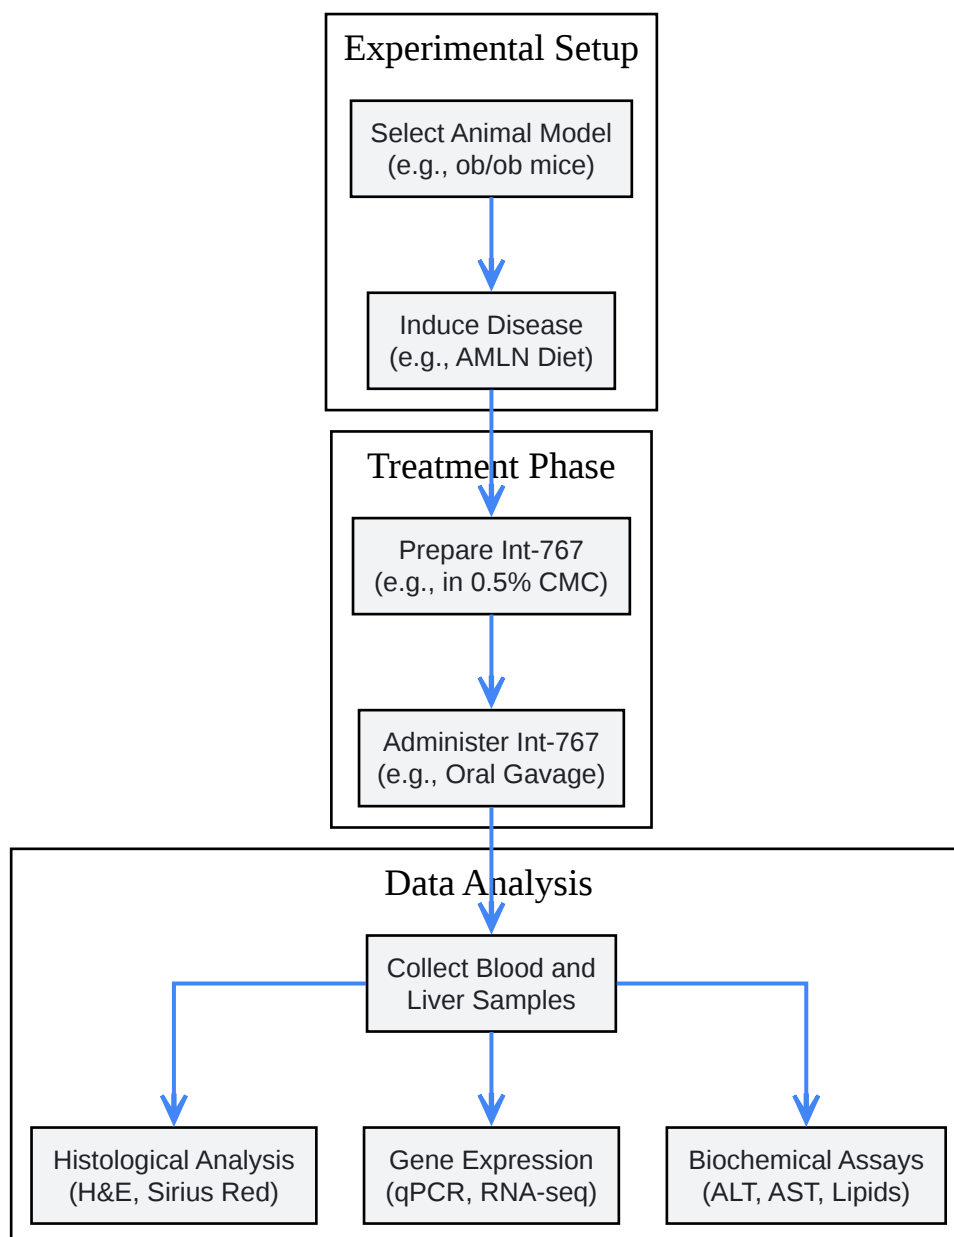 Experimental Setup
Select Animal Model
(e.g., ob/ob mice)
Induce Disease
(e.g., AMLN Diet)
Treatment Phase
Prepare Int-767
(e.g., in 0.5% CMC)
Administer Int-767
(e.g., Oral Gavage)
Data Analysis
Collect Blood and
Liver Samples
Histological Analysis
(H&E, Sirius Red)
Gene Expression
(qPCR, RNA-seq)
Biochemical Assays
(ALT, AST, Lipids)